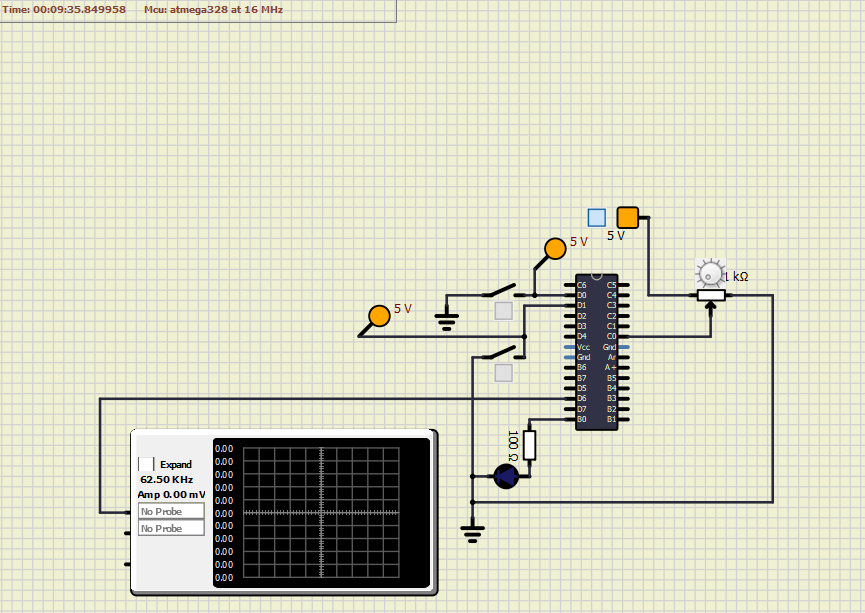 Time: 00:09:35.849958 Mcu: atmega328 at 16 MHz
5 V
5 V
5 V
1 kΩ
C6 C5
D0 C4
D1 C3
D2 C2
D3 C1
D4 C0
Vcc Gnd
Gnd Ar
B6 A+
B7 B5
D5 B4
D6 B3
D7 B2
B0 B1
100 Ω
Expand
62.50 KHz
Amp 0.00 mV
No Probe
No Probe
0.00
0.00
0.00
0.00
0.00
0.00
0.00
0.00
0.00
0.00
0.00